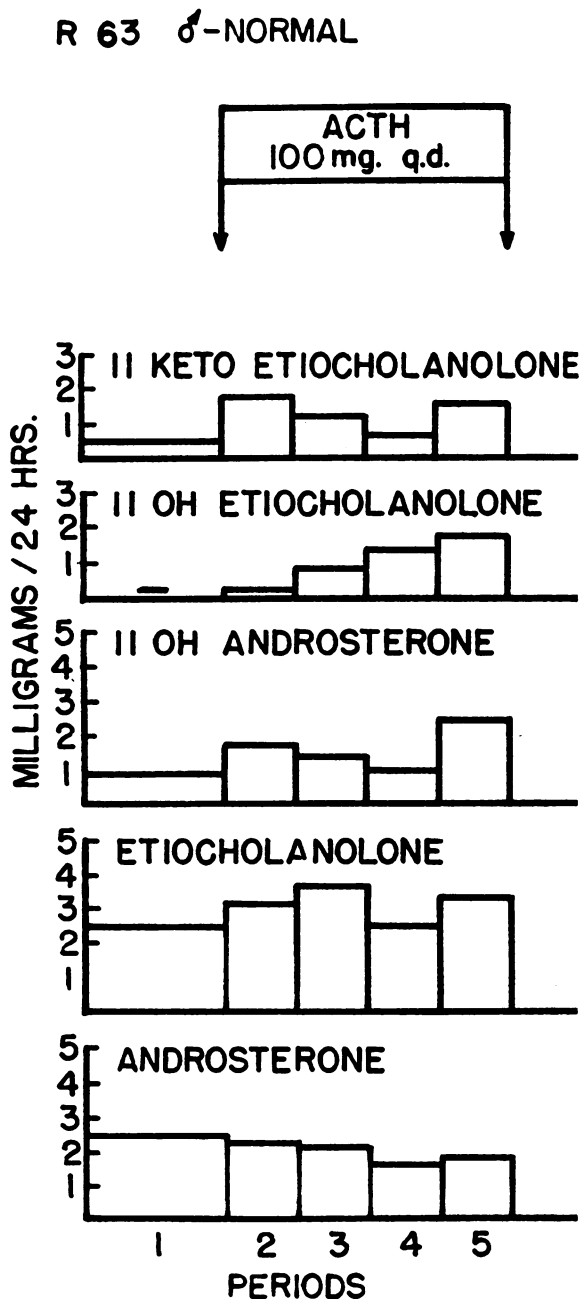 R 63 ♂-NORMAL
ACTH
100 mg. q.d.
MILLIGRAMS / 24 HRS.
11 KETO ETIOCHOLANOLONE
3
2
1
11 OH ETIOCHOLANOLONE
3
2
1
11 OH ANDROSTERONE
5
4
3
2
1
ETIOCHOLANOLONE
5
4
3
2
1
ANDROSTERONE
5
4
3
2
1
1 2 3 4 5
PERIODS